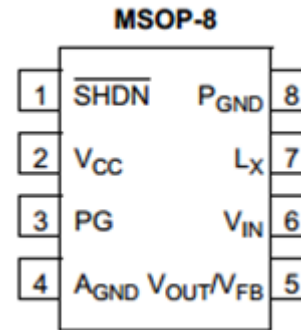 MSOP-8
1 SHDN PGND 8
2 VCC LX 7
3 PG VIN 6
4 AGND VOUT/VFB 5